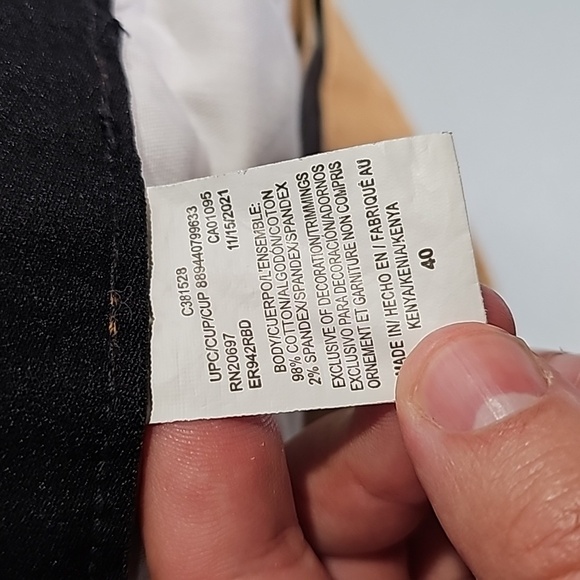 C381528
UPC/CUP/CUP 889440799633
RN20697 CA01095
ER942RBD 11/15/2021
BODY/CUERPO/L'ENSEMBLE:
98% COTTON/ALGODÓN/COTON
2% SPANDEX/SPANDEX/SPANDEX
EXCLUSIVE OF DECORATION/TRIMMINGS
EXCLUSIVO PARA DECORACIÓN/ADORNOS
ORNEMENT ET GARNITURE NON COMPRIS
MADE IN/ HECHO EN / FABRIQUÉ AU
KENYA/KENIA/KENYA
40